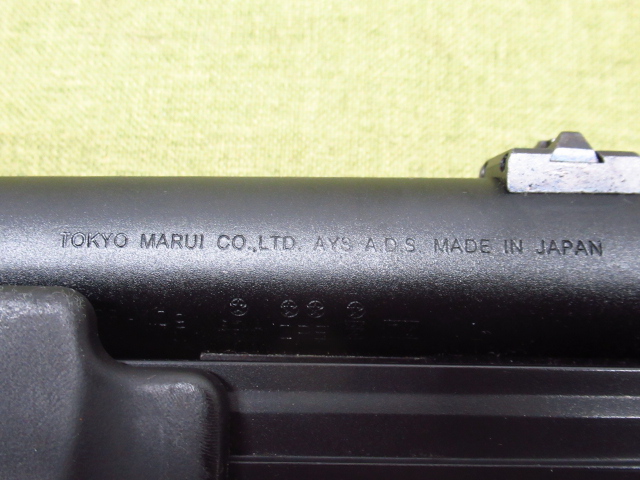 TOKYO MARUI CO.,LTD. AYS A.D.S. MADE IN JAPAN